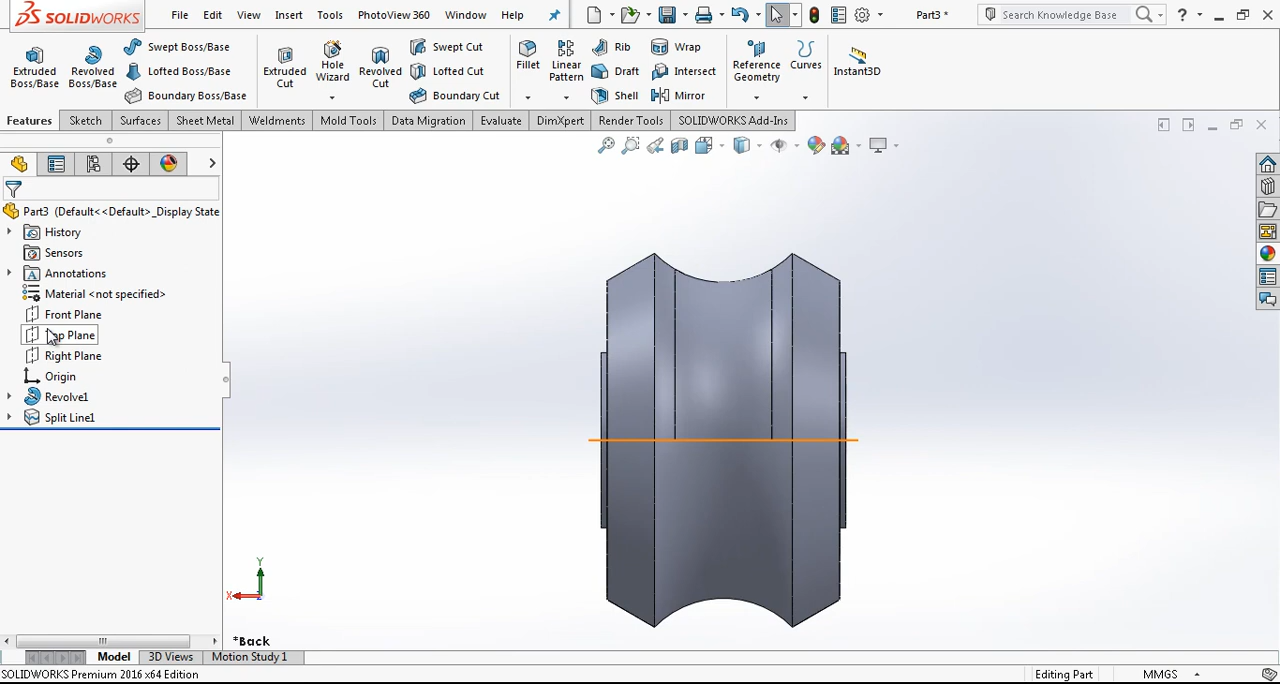 SOLIDWORKS File Edit View Insert Tools PhotoView 360 Window Help Part3 * Search Knowledge Base ?
Extruded Boss/Base
Revolved Boss/Base
Swept Boss/Base
Lofted Boss/Base
Boundary Boss/Base
Extruded Cut
Hole Wizard
Revolved Cut
Swept Cut
Lofted Cut
Boundary Cut
Fillet
Linear Pattern
Rib
Draft
Shell
Wrap
Intersect
Mirror
Reference Geometry
Curves
Instant3D
Features Sketch Surfaces Sheet Metal Weldments Mold Tools Data Migration Evaluate DimXpert Render Tools SOLIDWORKS Add-Ins
Part3 (Default<<Default>_Display State
History
Sensors
A Annotations
Material <not specified>
Front Plane
Plane
Right Plane
Origin
Revolve1
Split Line1
Y
X
*Back
Model 3D Views Motion Study 1
SOLIDWORKS Premium 2016 x64 Edition Editing Part MMGS